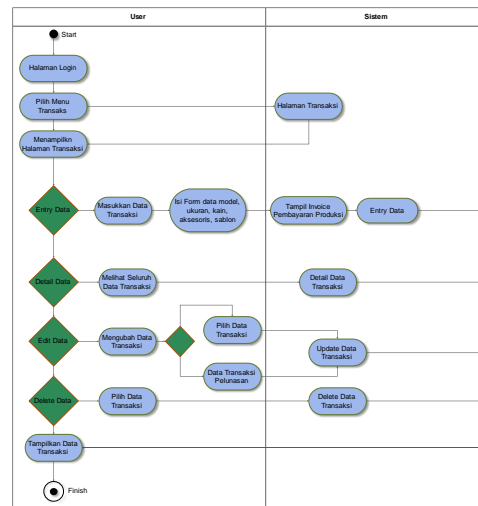 User
Sistem
Start
Halaman Login
Pilih Menu
Transaks
Halaman Transaksi
Menampilkn
Halaman Transaksi
Entry Data
Masukkan Data
Transaksi
Isi Form data model,
ukuran, kain,
aksesoris, sablon
Tampil Invoice
Pembayaran Produksi
Entry Data
Detail Data
Melihat Seluruh
Data Transaksi
Detail Data
Transaksi
Edit Data
Mengubah Data
Transaksi
Pilih Data
Transaksi
Data Transaksi
Pelunasan
Update Data
Transaksi
Delete Data
Pilih Data
Transaksi
Delete Data
Transaksi
Tampilkan Data
Transaksi
Finish